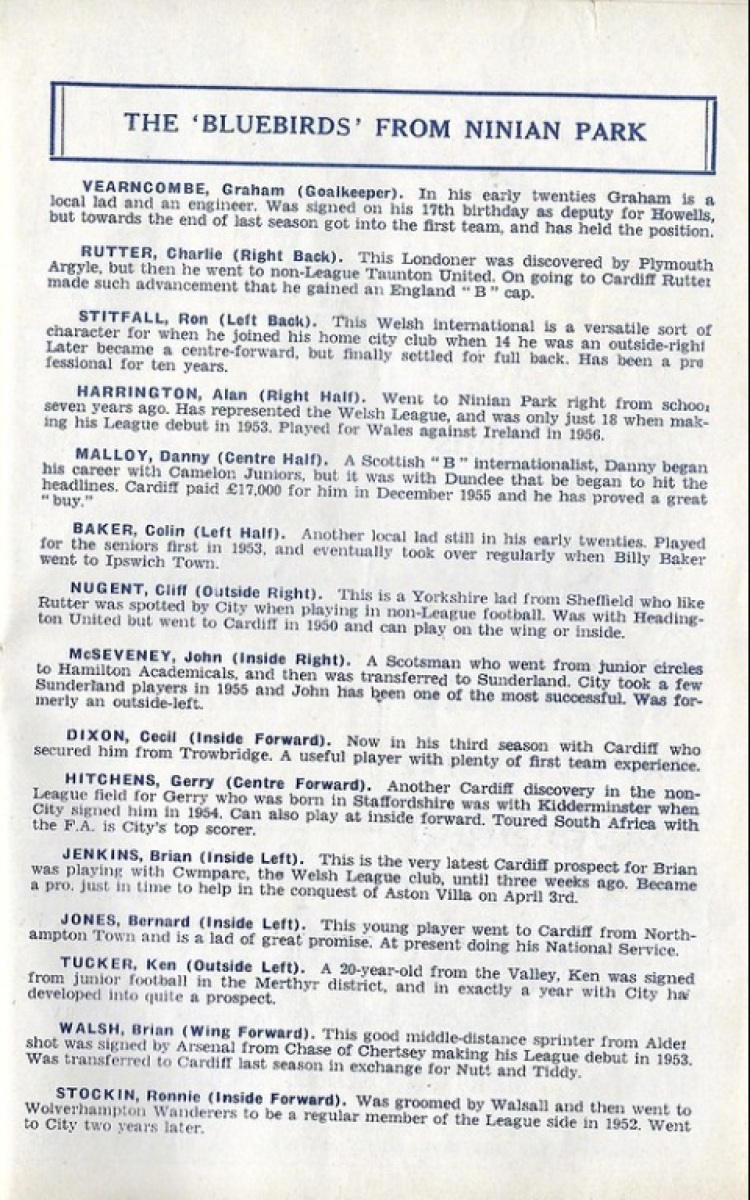 THE 'BLUEBIRDS' FROM NINIAN PARK
VEARNCOMBE, Graham (Goalkeeper). In his early twenties Graham is a
local lad and an engineer. Was signed on his 17th birthday as deputy for Howells,
but towards the end of last season got into the first team, and has held the position.
RUTTER, Charlie (Right Back). This Londoner was discovered by Plymouth
Argyle, but then he went to non-League Taunton United. On going to Cardiff Rutter
made such advancement that he gained an England "B" cap.
STITFALL, Ron (Left Back). This Welsh international is a versatile sort of
character for when he joined his home city club when 14 he was an outside-right
Later became a centre-forward, but finally settled for full back. Has been a pro
fessional for ten years.
HARRINGTON, Alan (Right Half). Went to Ninian Park right from school
seven years ago. Has represented the Welsh League, and was only just 18 when mak-
ing his League debut in 1953. Played for Wales against Ireland in 1956.
MALLOY, Danny (Centre Half). A Scottish "B" internationalist, Danny began
his career with Camelon Juniors, but it was with Dundee that be began to hit the
headlines. Cardiff paid £17,000 for him in December 1955 and he has proved a great
"buy."
BAKER, Colin (Left Half). Another local lad still in his early twenties. Played
for the seniors first in 1953, and eventually took over regularly when Billy Baker
went to Ipswich Town.
NUGENT, Cliff (Outside Right). This is a Yorkshire lad from Sheffield who like
Rutter was spotted by City when playing in non-League football. Was with Heading-
ton United but went to Cardiff in 1950 and can play on the wing or inside.
McSEVENEY, John (Inside Right). A Scotsman who went from junior circles
to Hamilton Academicals, and then was transferred to Sunderland. City took a few
Sunderland players in 1955 and John has been one of the most successful. Was for-
merly an outside-left.
DIXON, Cecil (Inside Forward). Now in his third season with Cardiff who
secured him from Trowbridge. A useful player with plenty of first team experience.
HITCHENS, Gerry (Centre Forward). Another Cardiff discovery in the non-
League field for Gerry who was born in Staffordshire was with Kidderminster when
City signed him in 1954. Can also play at inside forward. Toured South Africa with
the F.A. is City's top scorer.
JENKINS, Brian (Inside Left). This is the very latest Cardiff prospect for Brian
was playing with Cwmparc, the Welsh League club, until three weeks ago. Became
a pro. just in time to help in the conquest of Aston Villa on April 3rd.
JONES, Bernard (Inside Left). This young player went to Cardiff from North-
ampton Town and is a lad of great promise. At present doing his National Service.
TUCKER, Ken (Outside Left). A 20-year-old from the Valley, Ken was signed
from junior football in the Merthyr district, and in exactly a year with City ha
developed into quite a prospect.
WALSH, Brian (Wing Forward). This good middle-distance sprinter from Alder
shot was signed by Arsenal from Chase of Chertsey making his League debut in 1953.
Was transferred to Cardiff last season in exchange for Nutt and Tiddy.
STOCKIN, Ronnie (Inside Forward). Was groomed by Walsall and then went to
Wolverhampton Wanderers to be a regular member of the League side in 1952. Went
to City two years later.